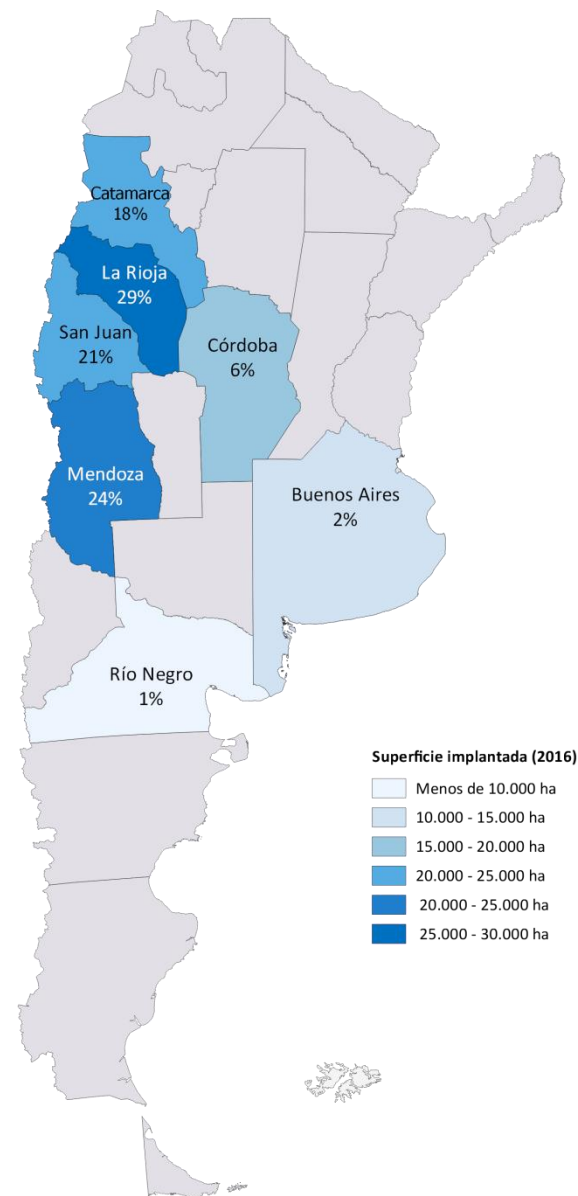 Catamarca
18%
La Rioja
29%
San Juan
21%
Córdoba
6%
Mendoza
24%
Buenos Aires
2%
Río Negro
1%
Superficie implantada (2016)
Menos de 10.000 ha
10.000 - 15.000 ha
15.000 - 20.000 ha
20.000 - 25.000 ha
20.000 - 25.000 ha
25.000 - 30.000 ha